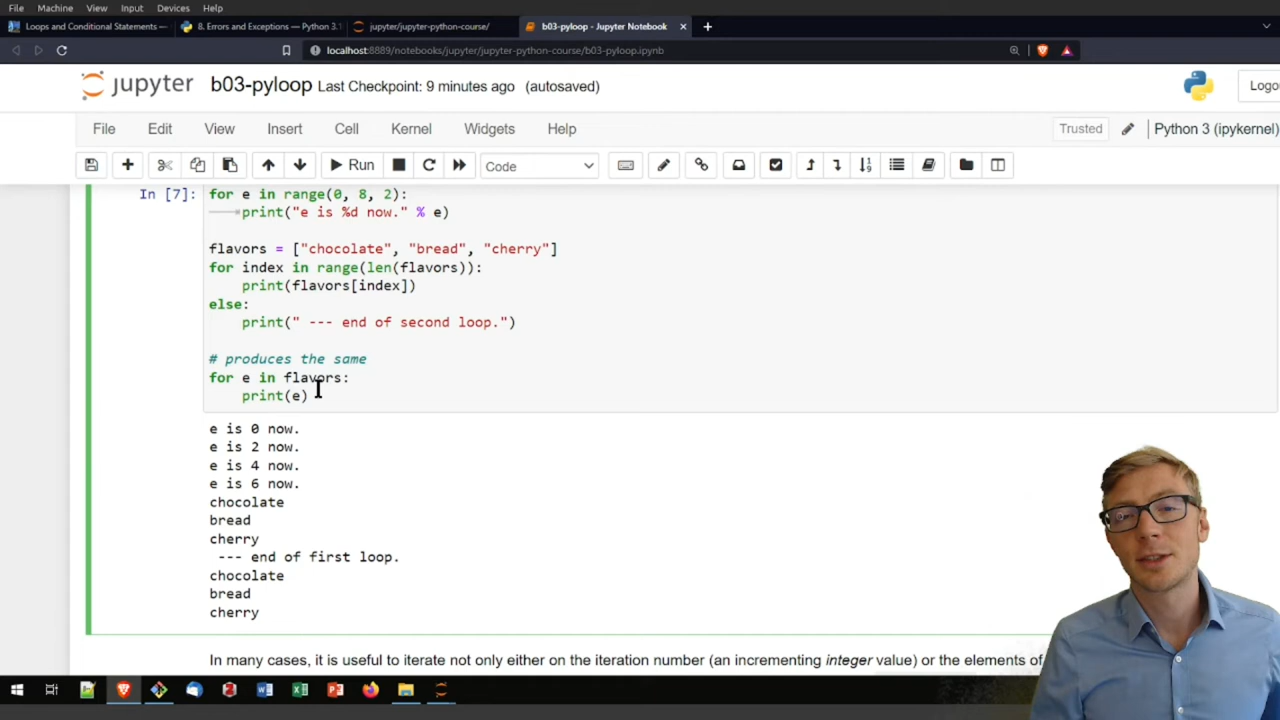 File Machine View Input Devices Help
Loops and Conditional Statements — 8. Errors and Exceptions — Python 3.1 jupyter/jupyter-python-course/ b03-pyloop - Jupyter Notebook
localhost:8889/notebooks/jupyter/jupyter-python-course/b03-pyloop.ipynb
jupyter b03-pyloop Last Checkpoint: 9 minutes ago (autosaved) Logo
File Edit View Insert Cell Kernel Widgets Help Trusted Python 3 (ipykernel)
Run Code
In [7]: for e in range(0, 8, 2):
print("e is %d now." % e)
flavors = ["chocolate", "bread", "cherry"]
for index in range(len(flavors)):
print(flavors[index])
else:
print(" --- end of second loop.")
# produces the same
for e in flavors:
print(e)
e is 0 now.
e is 2 now.
e is 4 now.
e is 6 now.
chocolate
bread
cherry
--- end of first loop.
chocolate
bread
cherry
In many cases, it is useful to iterate not only either on the iteration number (an incrementing integer value) or the elements of